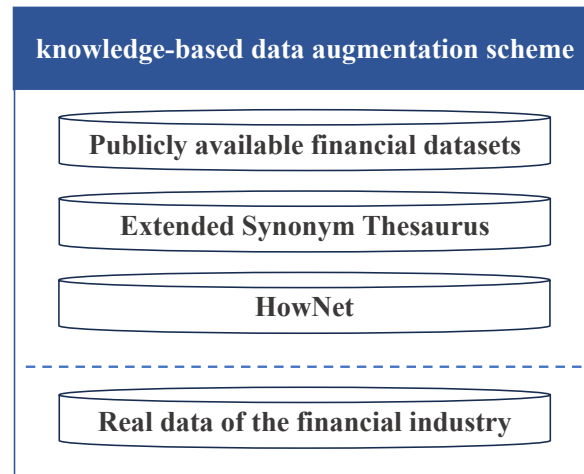 knowledge-based data augmentation scheme
Publicly available financial datasets
Extended Synonym Thesaurus
HowNet
Real data of the financial industry